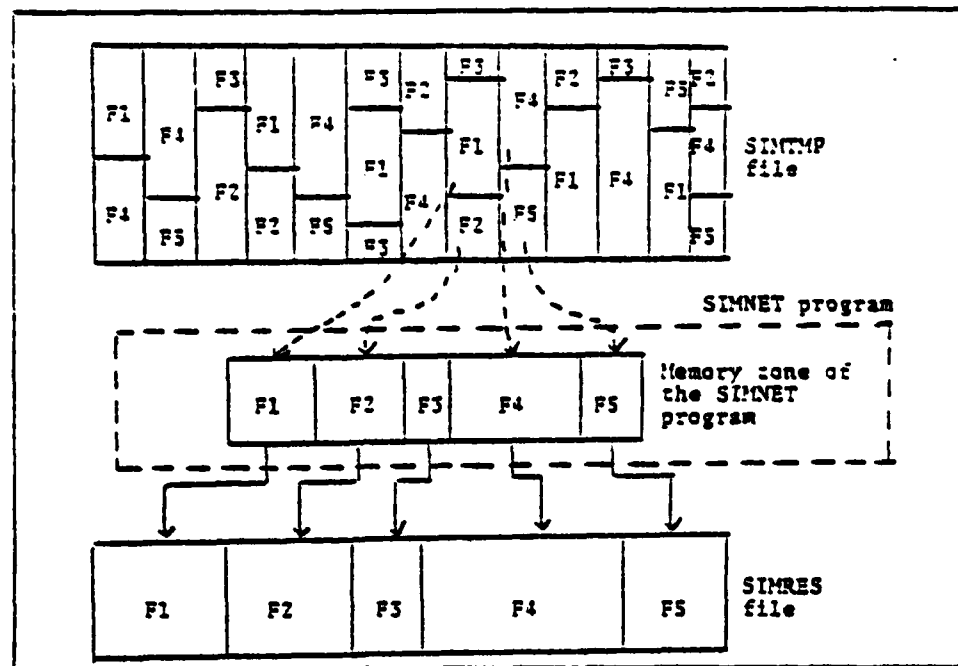 F3 F3 F3 F2 F3 F2
F2 F5
F1 F4 F1 F4 F4
F4 F1 F4 SIMTMP
file
F2 F1 F1 F4 F1
F4 F4 F5
F5 F2 F5 F2 F5
F3
SIMNET program
Memory zone of
the SIMNET
program
F1 F2 F3 F4 F5
SIMRES
file
F1 F2 F3 F4 F5